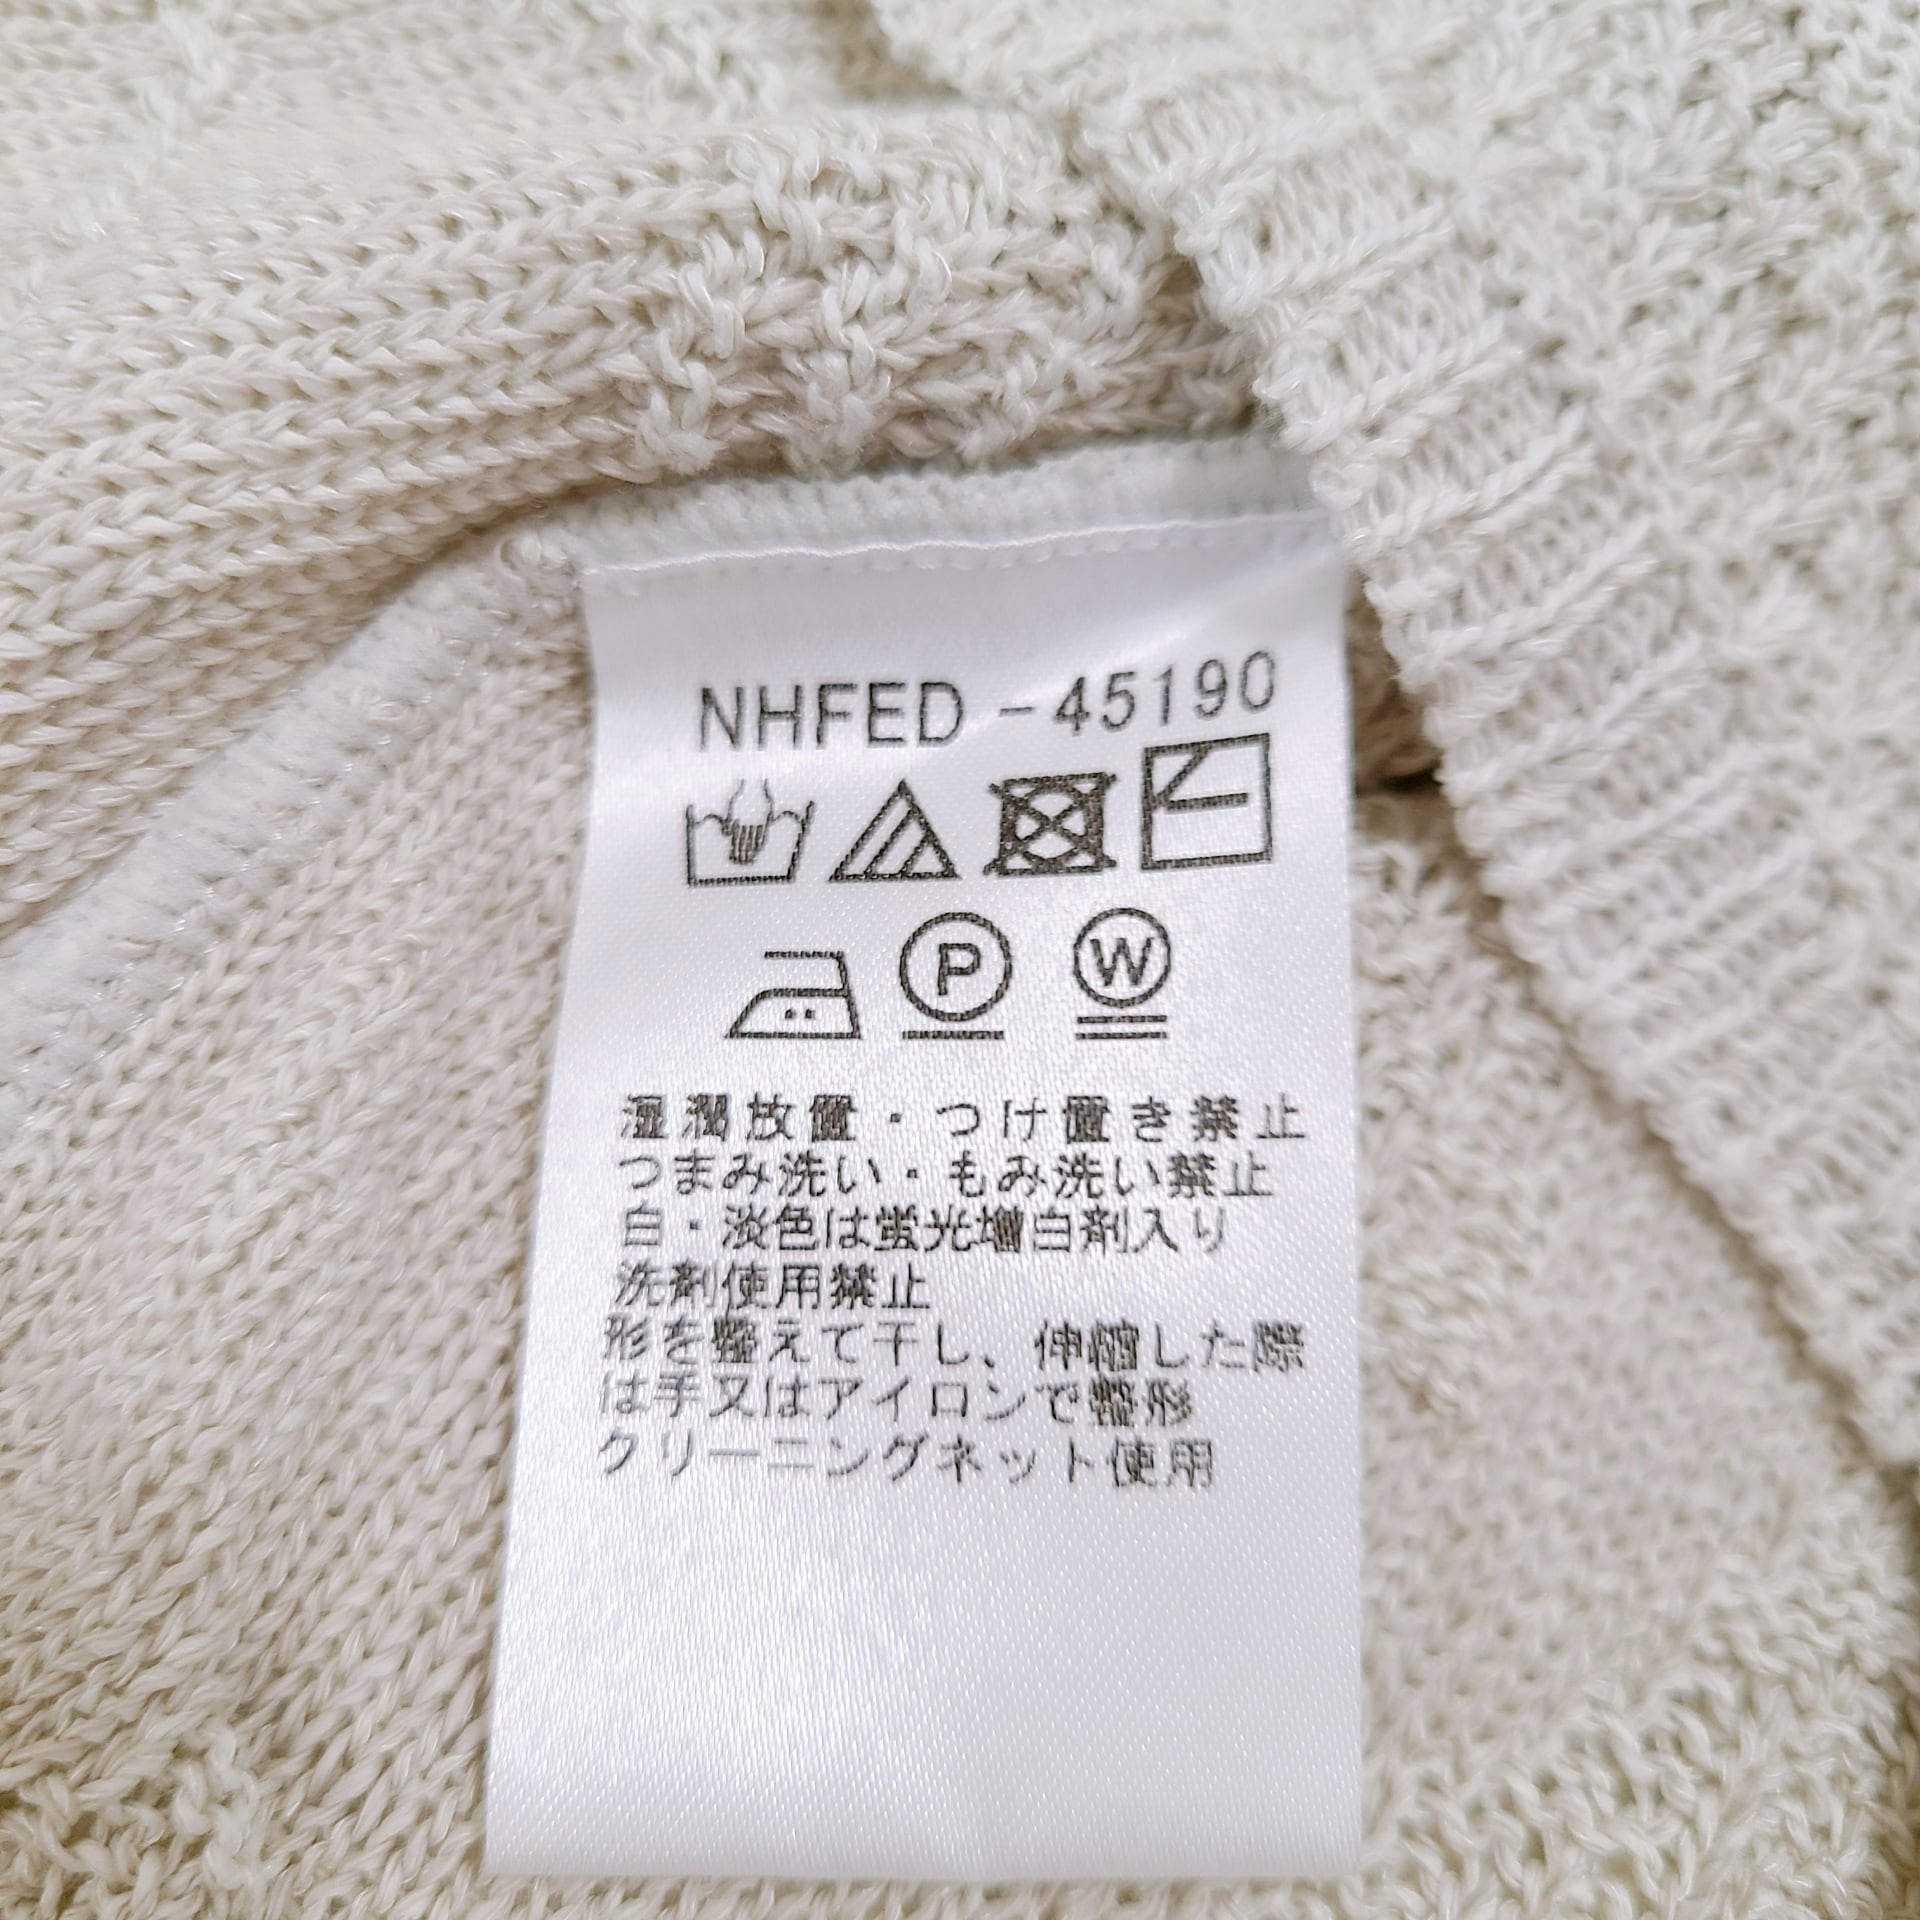 NHFED -45190
P W
湿潤放置・つけ置き禁止
つまみ洗い・もみ洗い禁止
白・淡色は蛍光増白剤入り
洗剤使用禁止
形を整えて干し、伸縮した際
は手又はアイロンで整形
クリーニングネット使用